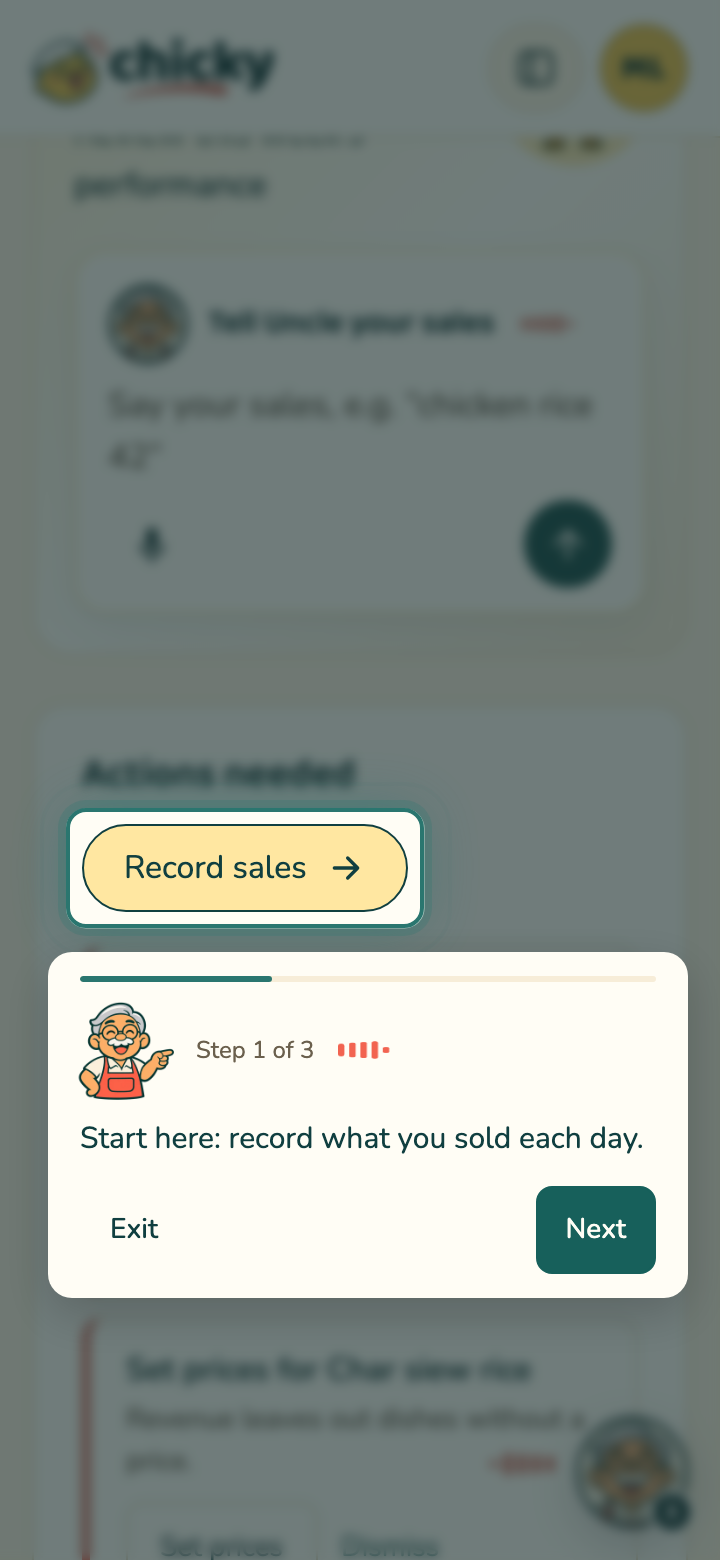 chicky
ML
performance
Tell Uncle your sales
Say your sales, e.g. "chicken rice
42"
Actions needed
Record sales
Step 1 of 3
Start here: record what you sold each day.
Exit
Next
Set prices for Char siew rice
Revenue leaves out dishes without a
price.
Set prices
Dismiss